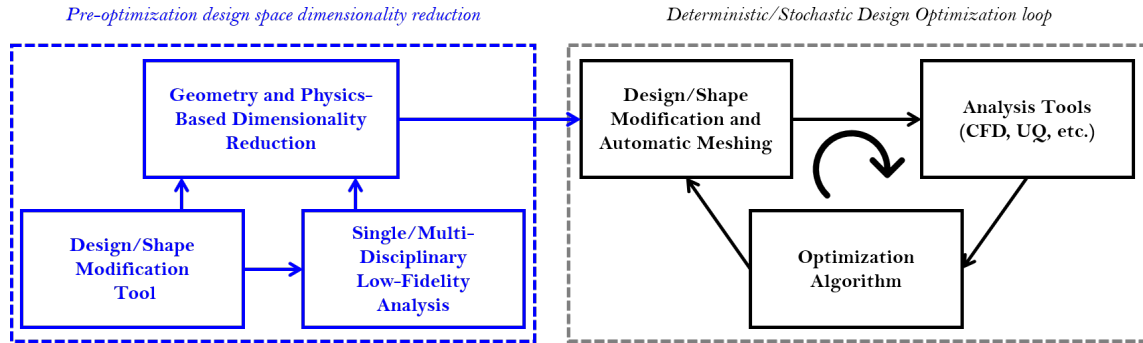 Pre-optimization design space dimensionality reduction
Deterministic/Stochastic Design Optimization loop
Geometry and Physics-
Based Dimensionality
Reduction
Design/Shape
Modification
Tool
Single/Multi-
Disciplinary
Low-Fidelity
Analysis
Design/Shape
Modification and
Automatic Meshing
Analysis Tools
(CFD, UQ, etc.)
Optimization
Algorithm